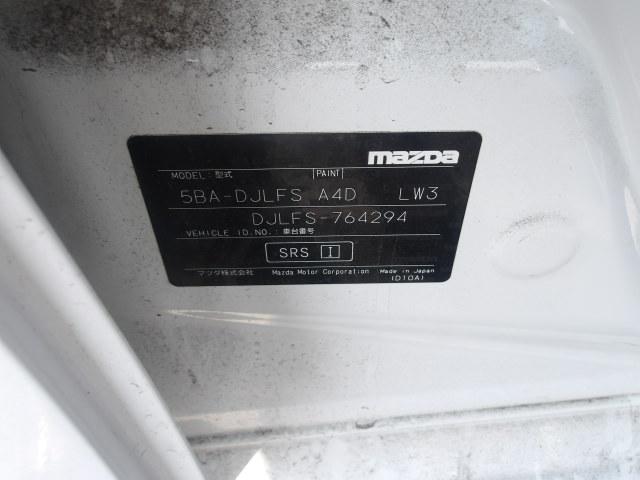 mazda
MODEL: 型式 PAINT
5BA-DJLFS A4D LW3
DJLFS-764294
VEHICLE ID.NO.: 車台番号
SRS I
マツダ株式会社 Mazda Motor Corporation Made in Japan
(D10A)